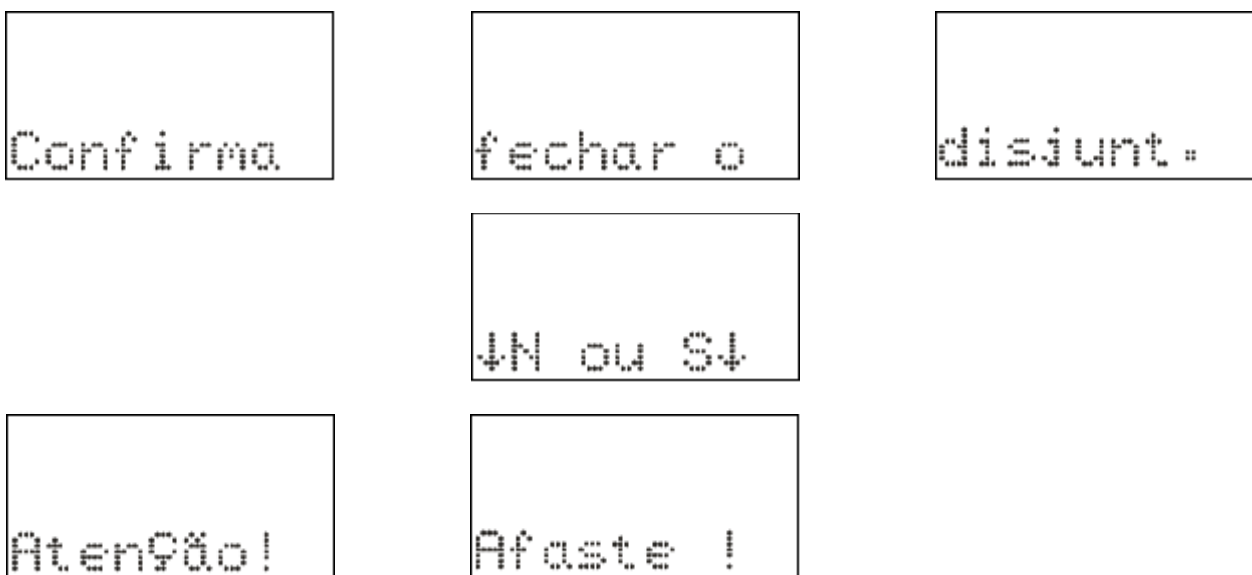 Confirma
fechar o
disjunt.
↓N ou S↓
Atenção!
Afaste !